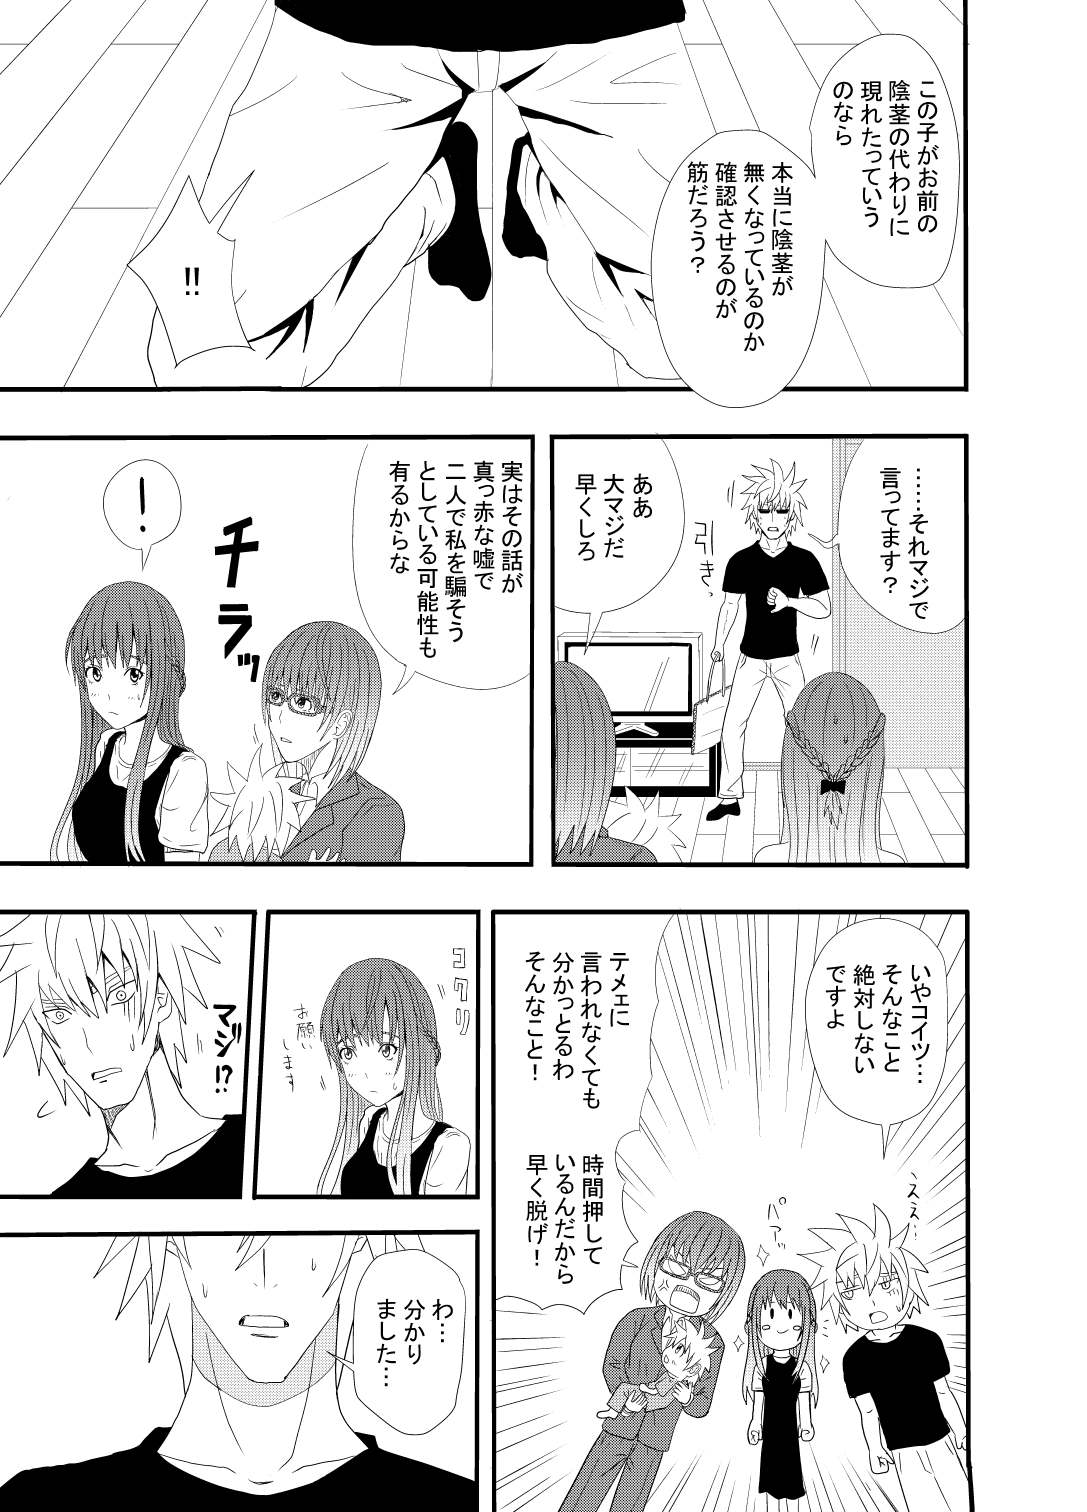 この子がお前の
陰茎の代わりに
現れたっていう
のなら
本当に陰茎が
無くなっているのか
確認させるのが
筋だろう？
!!
……それマジで
言ってます？
引き
ああ
大マジだ
早くしろ
実はその話が
真っ赤な嘘で
二人で私を騙そう
としている可能性も
有るからな
チラッ
！
いやコイツ…
そんなこと
絶対しない
ですよ
ええ…
パァッ
テメェに
言われなくても
分かっとるわ
そんなこと！
時間押して
いるんだから
早く脱げ！
コクリ
お願い
します
マジ!?
わ…
分かり
ました…